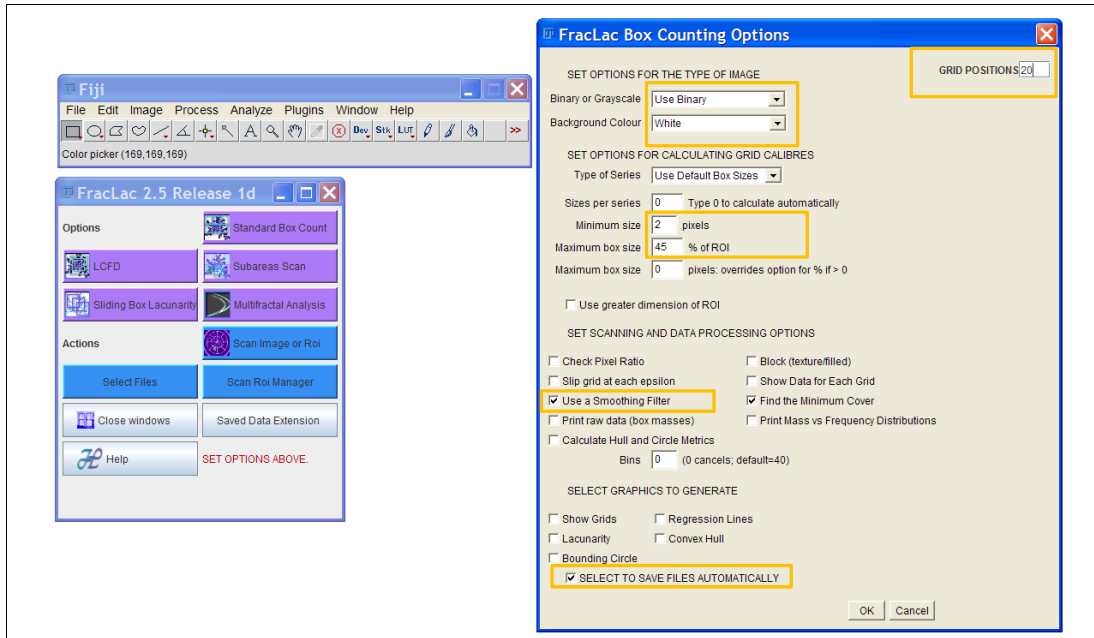 Fiji
File Edit Image Process Analyze Plugins Window Help
A Dev Stk LUT >>
Color picker (169,169,169)
FracLac 2.5 Release 1d
Options
Standard Box Count
LCFD
Subareas Scan
Sliding Box Lacunarity
Multifractal Analysis
Actions
Scan Image or Roi
Select Files
Scan Roi Manager
Close windows
Saved Data Extension
Help
SET OPTIONS ABOVE.
FracLac Box Counting Options
GRID POSITIONS 20
SET OPTIONS FOR THE TYPE OF IMAGE
Binary or Grayscale Use Binary
Background Colour White
SET OPTIONS FOR CALCULATING GRID CALIBRES
Type of Series Use Default Box Sizes
Sizes per series 0 Type 0 to calculate automatically
Minimum size 2 pixels
Maximum box size 45 % of ROI
Maximum box size 0 pixels: overrides option for % if > 0
Use greater dimension of ROI
SET SCANNING AND DATA PROCESSING OPTIONS
Check Pixel Ratio Block (texture/filled)
Slip grid at each epsilon Show Data for Each Grid
Use a Smoothing Filter Find the Minimum Cover
Print raw data (box masses) Print Mass vs Frequency Distributions
Calculate Hull and Circle Metrics
Bins 0 (0 cancels; default=40)
SELECT GRAPHICS TO GENERATE
Show Grids Regression Lines
Lacunarity Convex Hull
Bounding Circle
SELECT TO SAVE FILES AUTOMATICALLY
OK Cancel